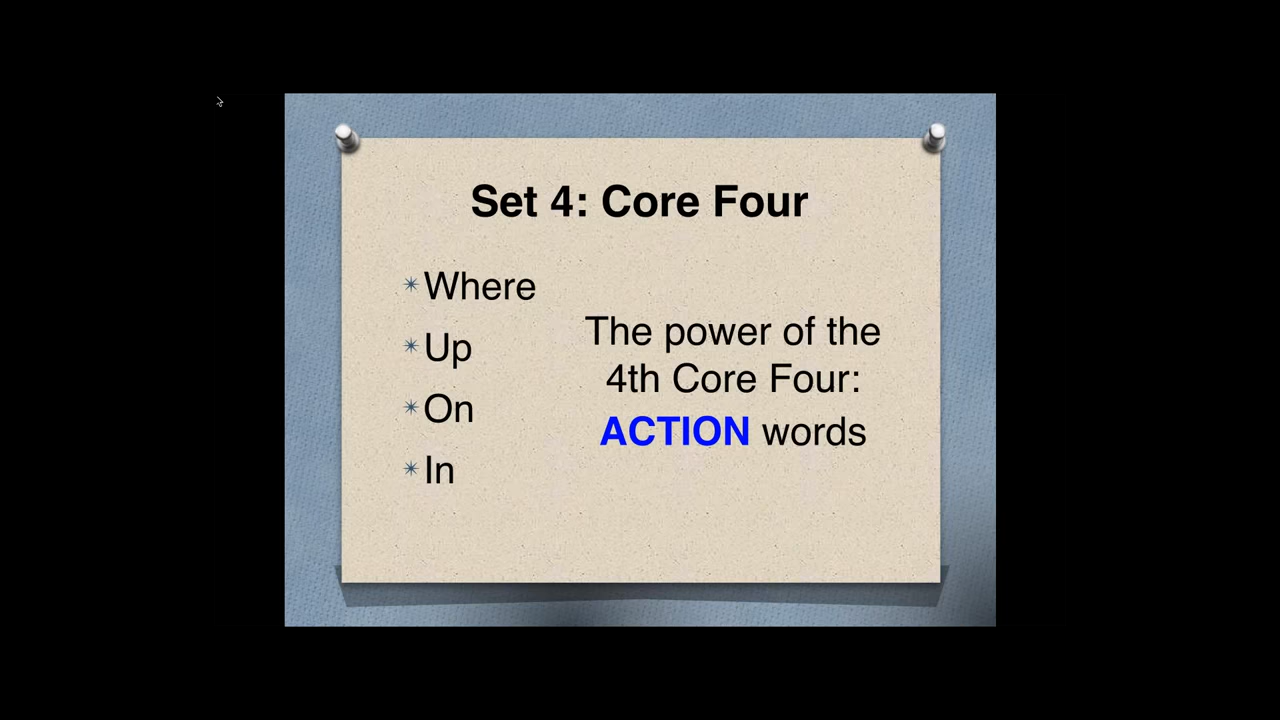 Set 4: Core Four
Where
Up
On
In
The power of the
4th Core Four:
ACTION words